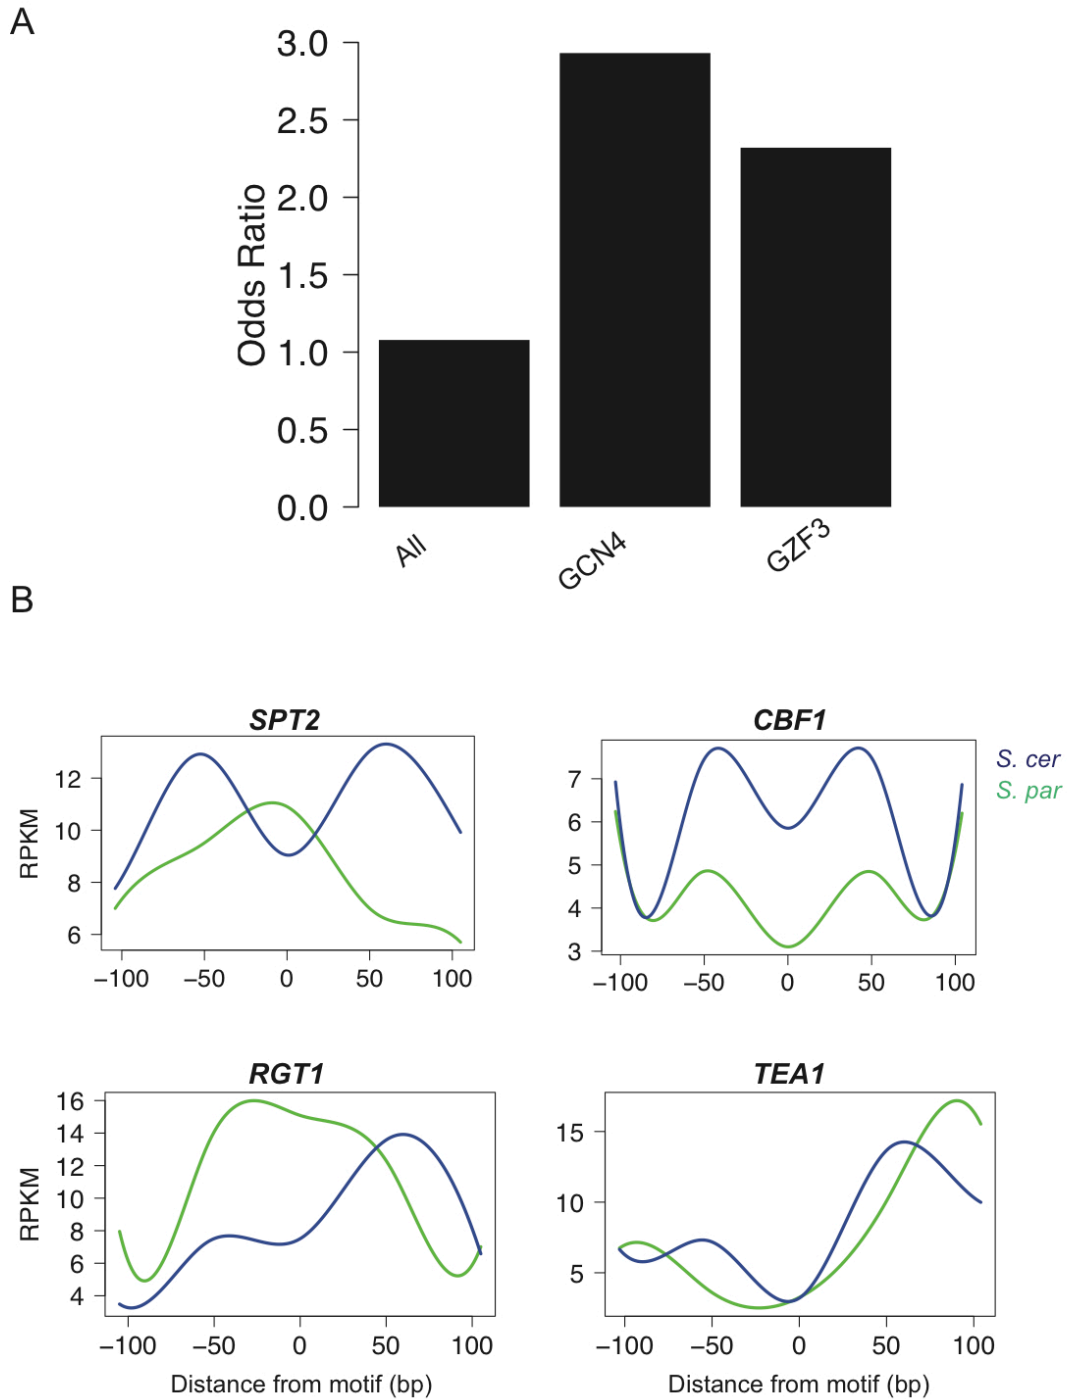 A
3.0
2.5
2.0
1.5
1.0
0.5
0.0
Odds Ratio
All
GCN4
GZF3
B
SPT2
12
10
8
6
RPKM
−100 −50 0 50 100
CBF1
7
6
5
4
3
−100 −50 0 50 100
S. cer
S. par
RGT1
16
14
12
10
8
6
4
RPKM
−100 −50 0 50 100
Distance from motif (bp)
TEA1
15
10
5
−100 −50 0 50 100
Distance from motif (bp)